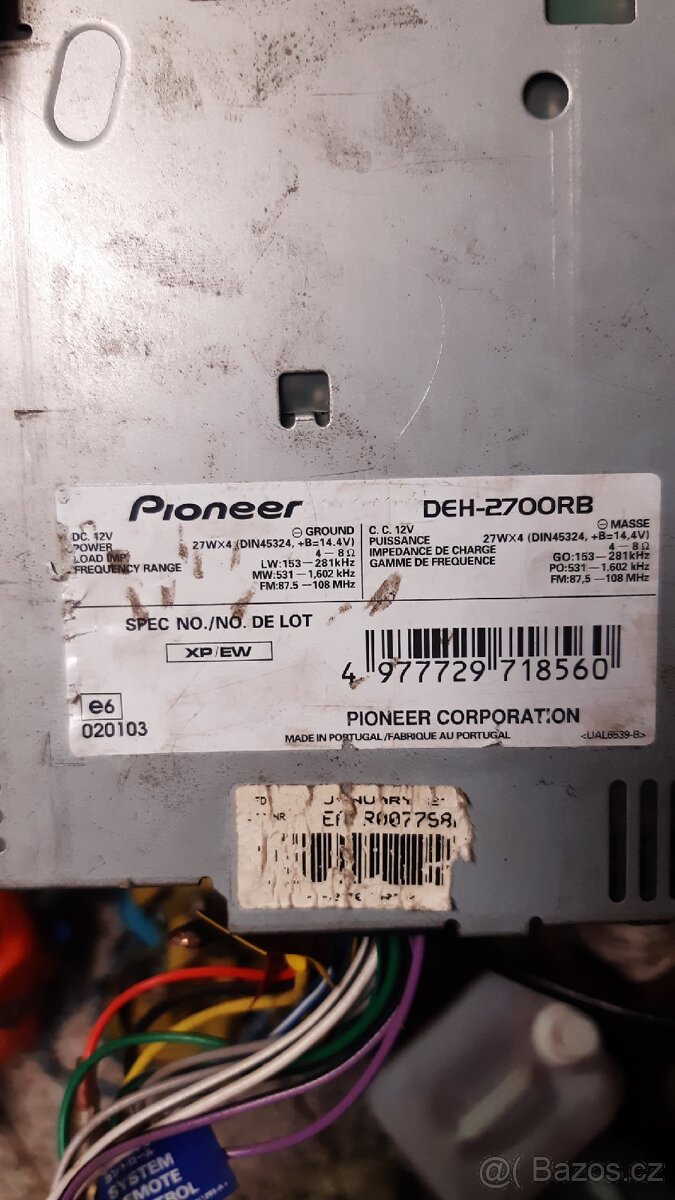 Pioneer
DEH-2700RB
DC. 12V ⊖ GROUND
POWER 27W×4 (DIN45324, +B=14.4V)
LOAD IMP. 4－8Ω
FREQUENCY RANGE LW:153－281kHz
MW:531－1,602 kHz
FM:87.5－108 MHz
C. C. 12V ⊖ MASSE
PUISSANCE 27W×4 (DIN45324, +B=14.4V)
IMPEDANCE DE CHARGE 4－8Ω
GAMME DE FREQUENCE GO:153－281kHz
PO:531－1.602 kHz
FM:87,5－108 MHz
SPEC NO./NO. DE LOT
XP/EW
4 977729 718560
e6
020103
PIONEER CORPORATION
MADE IN PORTUGAL/FABRIQUE AU PORTUGAL
<UAL6539-B>
JANUARY
R00779
SYSTEM
REMOTE
CONTROL
@( Bazos.cz